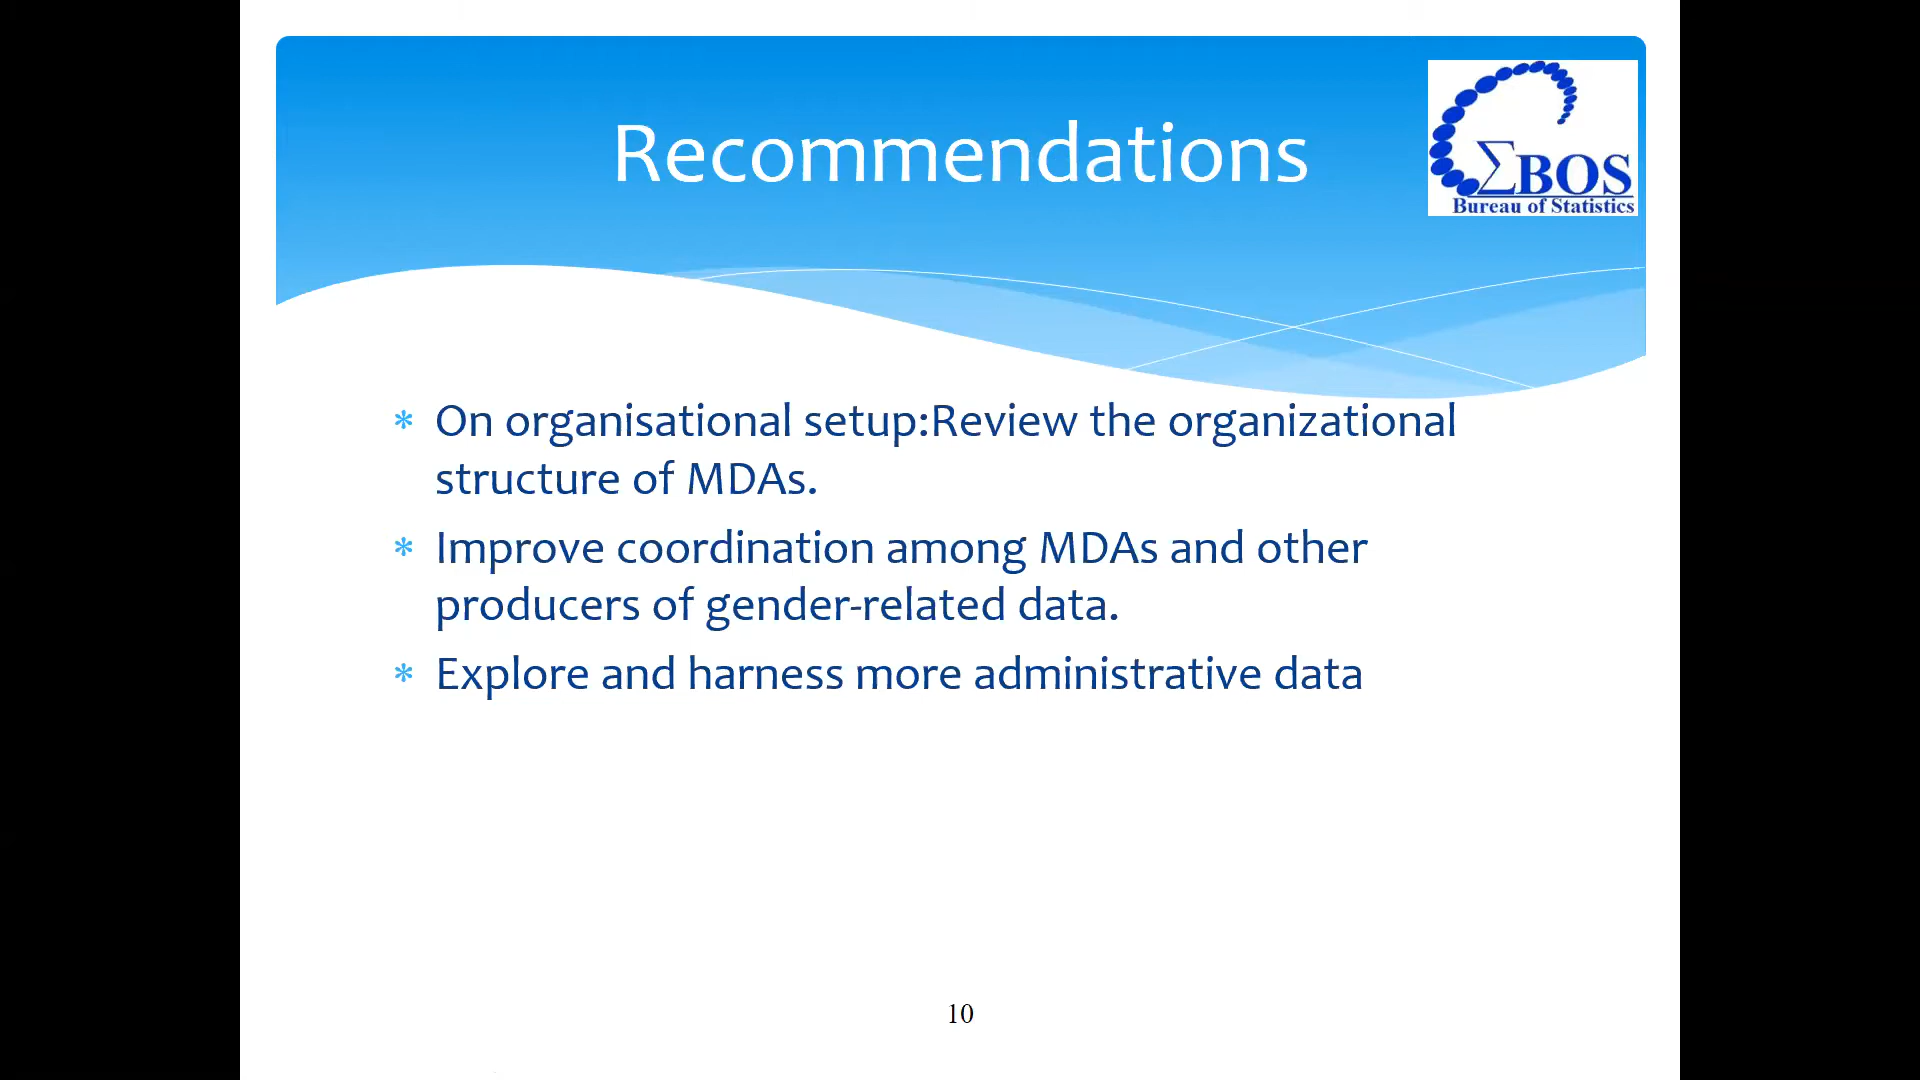 Recommendations
ΣBOS
Bureau of Statistics
* On organisational setup:Review the organizational
structure of MDAs.
* Improve coordination among MDAs and other
producers of gender-related data.
* Explore and harness more administrative data
10